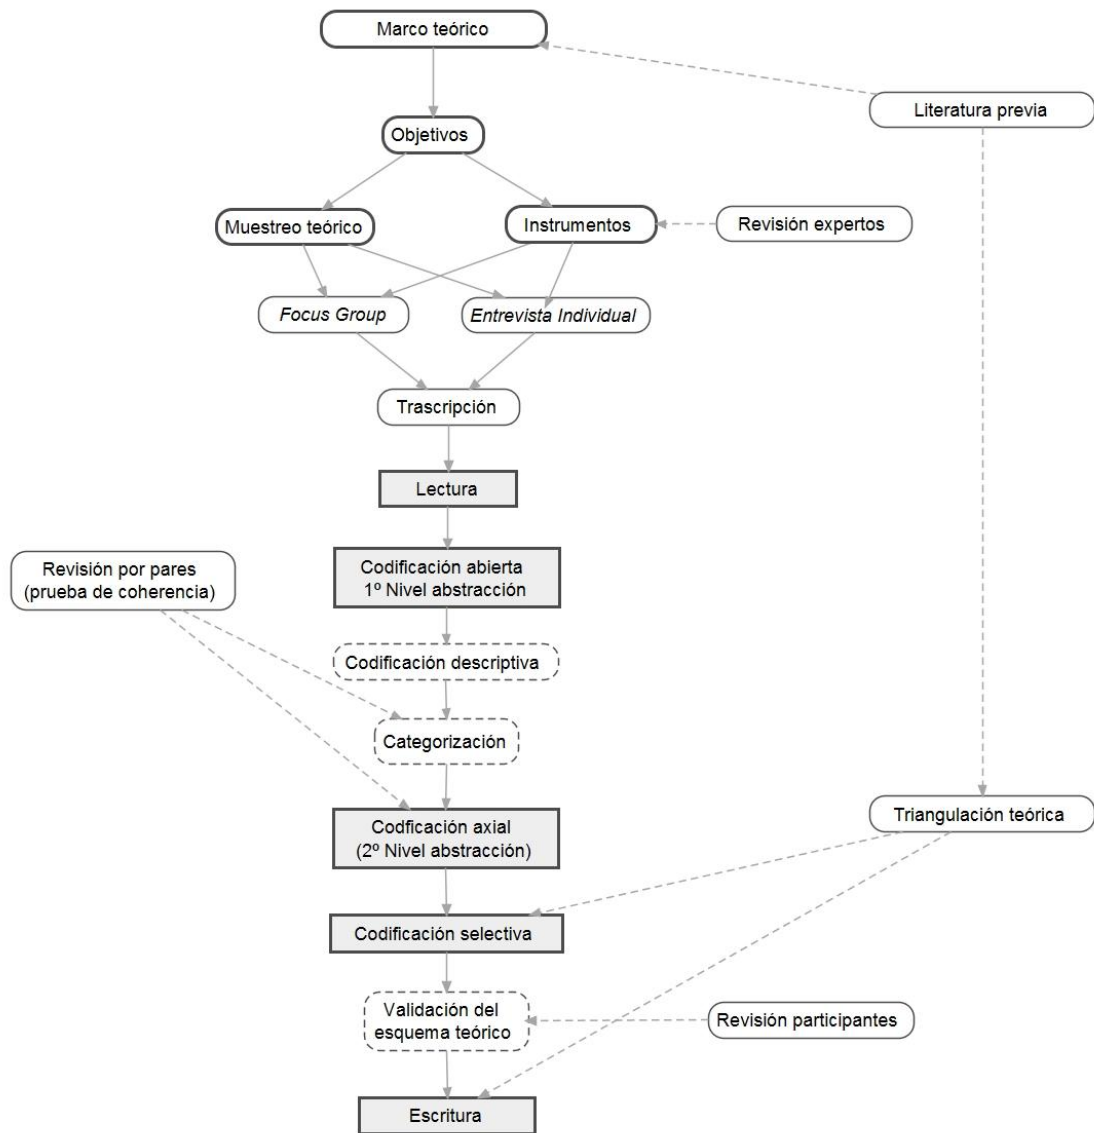 Marco teórico
Literatura previa
Objetivos
Muestreo teórico
Instrumentos
Revisión expertos
Focus Group
Entrevista Individual
Trascripción
Lectura
Revisión por pares
(prueba de coherencia)
Codificación abierta
1º Nivel abstracción
Codificación descriptiva
Categorización
Codficación axial
(2º Nivel abstracción)
Triangulación teórica
Codificación selectiva
Validación del
esquema teórico
Revisión participantes
Escritura